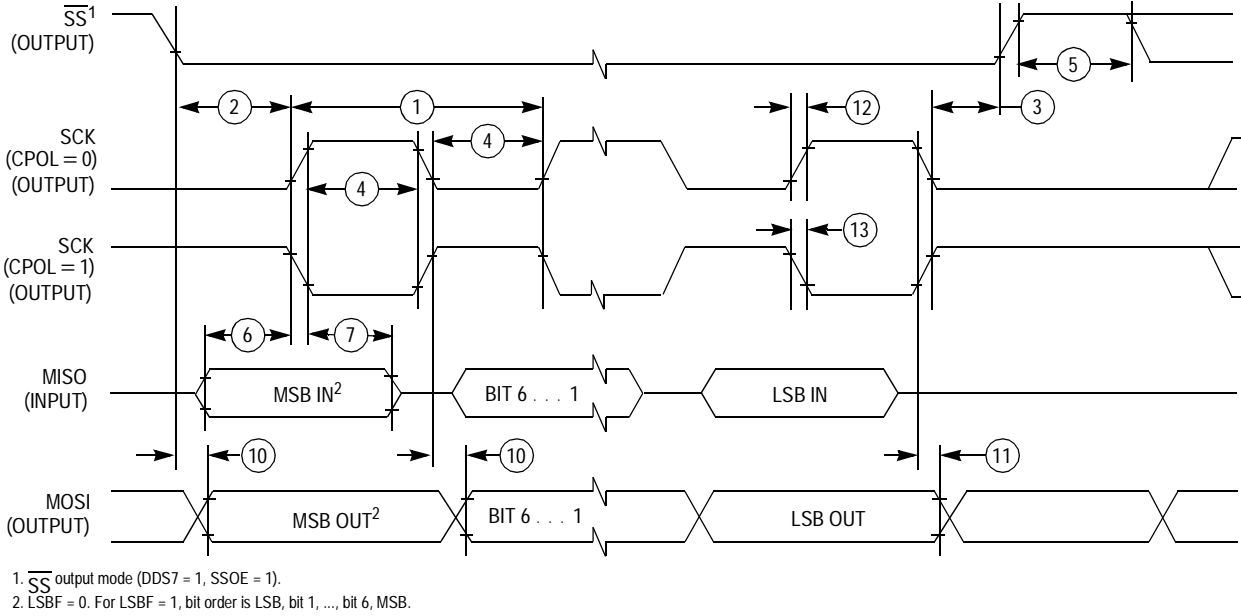 SS¹
(OUTPUT)
5
2
1
12
3
SCK
(CPOL = 0)
(OUTPUT)
4
4
SCK
(CPOL = 1)
(OUTPUT)
13
6
7
MISO
(INPUT)
MSB IN²
BIT 6 . . . 1
LSB IN
10
10
11
MOSI
(OUTPUT)
MSB OUT²
BIT 6 . . . 1
LSB OUT
1. SS output mode (DDS7 = 1, SSOE = 1).
2. LSBF = 0. For LSBF = 1, bit order is LSB, bit 1, ..., bit 6, MSB.